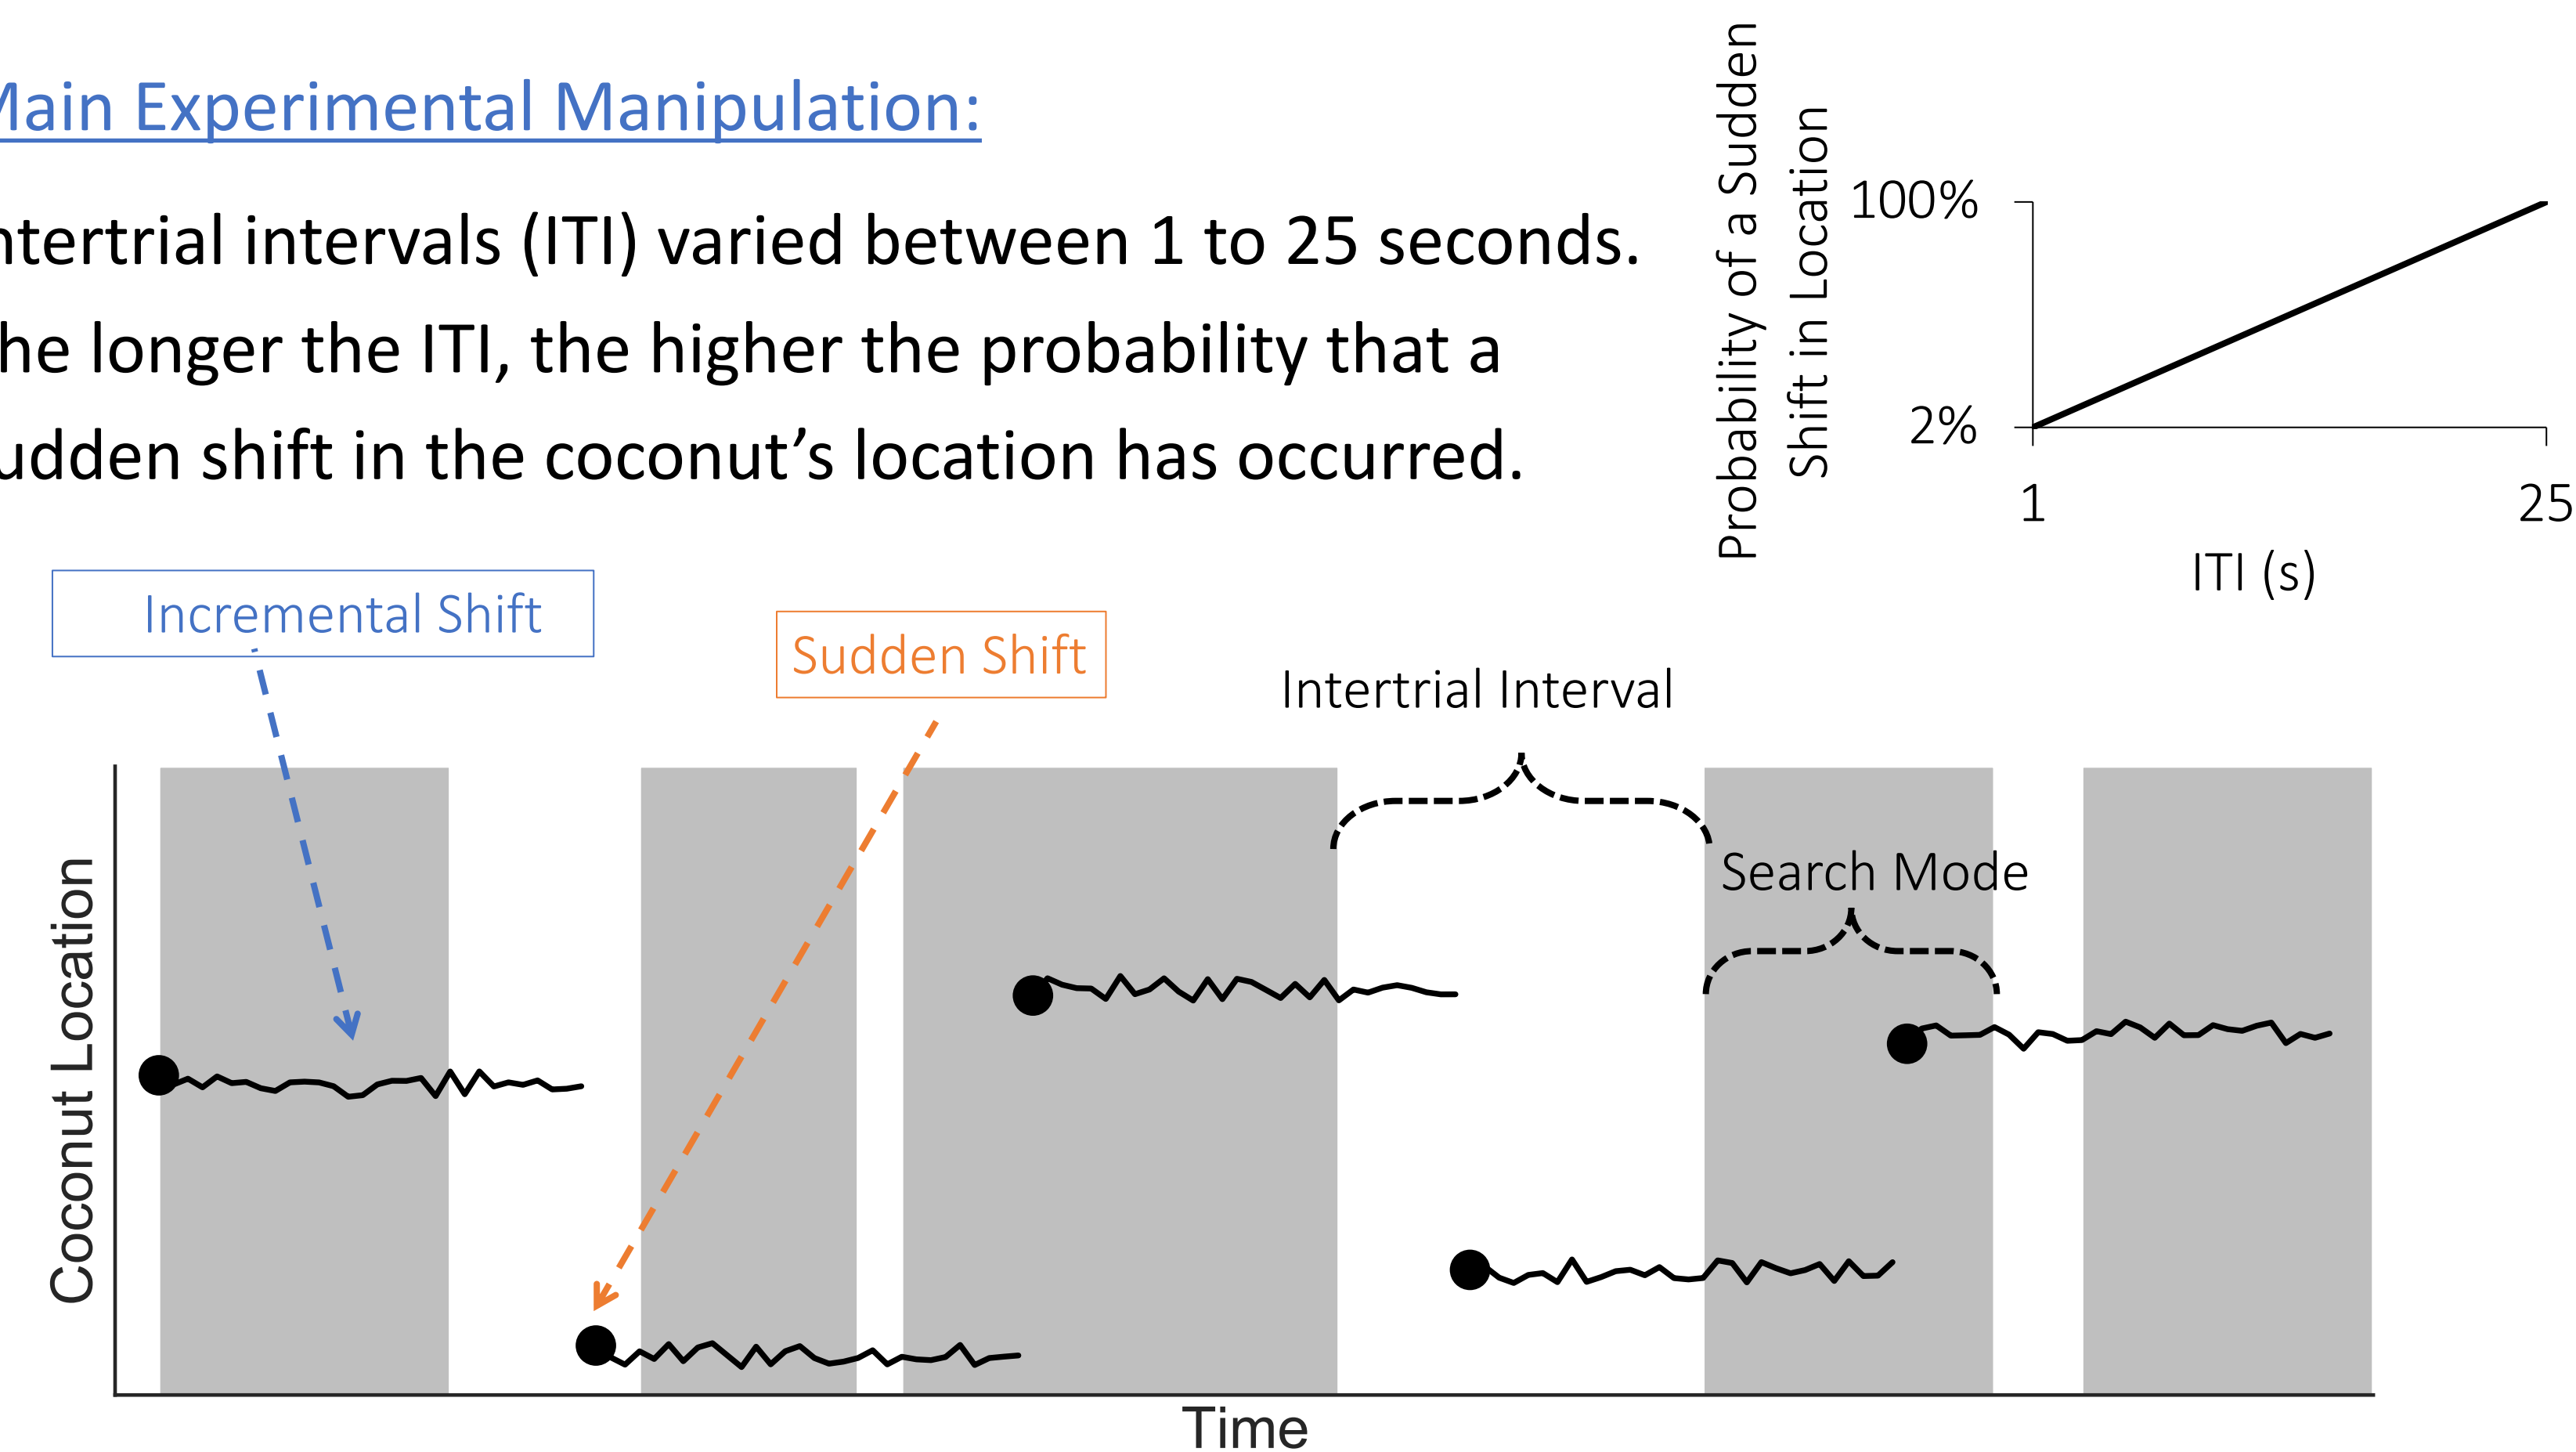 Main Experimental Manipulation:
ntertrial intervals (ITI) varied between 1 to 25 seconds.
he longer the ITI, the higher the probability that a
udden shift in the coconut’s location has occurred.
Probability of a Sudden
Shift in Location
100%
2%
1
25
ITI (s)
Incremental Shift
Sudden Shift
Intertrial Interval
Search Mode
Coconut Location
Time